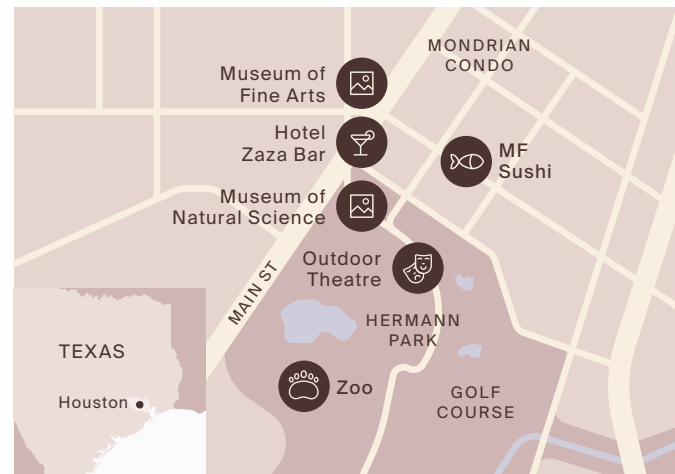 MONDRIAN
CONDO
Museum of
Fine Arts
Hotel
Zaza Bar
MF
Sushi
Museum of
Natural Science
Outdoor
Theatre
MAIN ST
HERMANN
PARK
TEXAS
Houston
Zoo
GOLF
COURSE